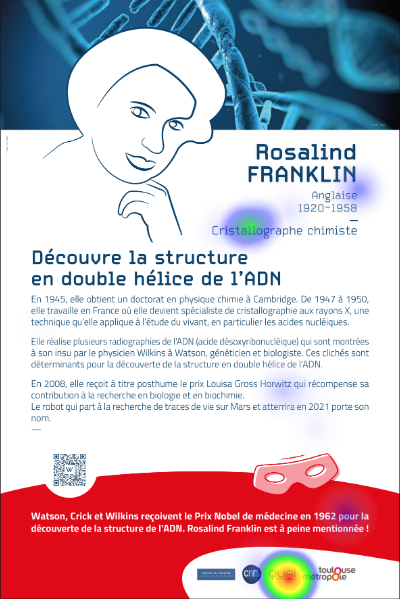 Rosalind
FRANKLIN
Anglaise
1920-1958
Cristallographe chimiste
Découvre la structure
en double hélice de l'ADN
En 1945, elle obtient un doctorat en physique chimie à Cambridge. De 1947 à 1950,
elle travaille en France où elle devient spécialiste de cristallographie aux rayons X, une
technique qu'elle applique à l'étude du vivant, en particulier les acides nucléiques.
Elle réalise plusieurs radiographies de l'ADN (acide désoxyribonucléique) qui sont montrées
à son insu par le physicien Wilkins à Watson, généticien et biologiste. Ces clichés sont
déterminants pour la découverte de la structure en double hélice de l'ADN.
En 2008, elle reçoit à titre posthume le prix Louisa Gross Horwitz qui récompense sa
contribution à la recherche en biologie et en biochimie.
Le robot qui part à la recherche de traces de vie sur Mars et atterrira en 2021 porte son
nom.
Watson, Crick et Wilkins reçoivent le Prix Nobel de médecine en 1962 pour la
découverte de la structure de l'ADN. Rosalind Franklin est à peine mentionnée !
cnrs
toulouse
métropole